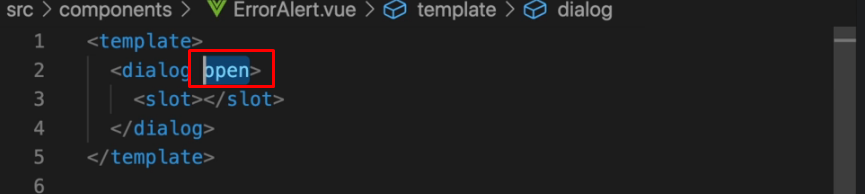 src > components > ErrorAlert.vue > template > dialog
1 <template>
2 <dialog open>
3 <slot></slot>
4 </dialog>
5 </template>
6